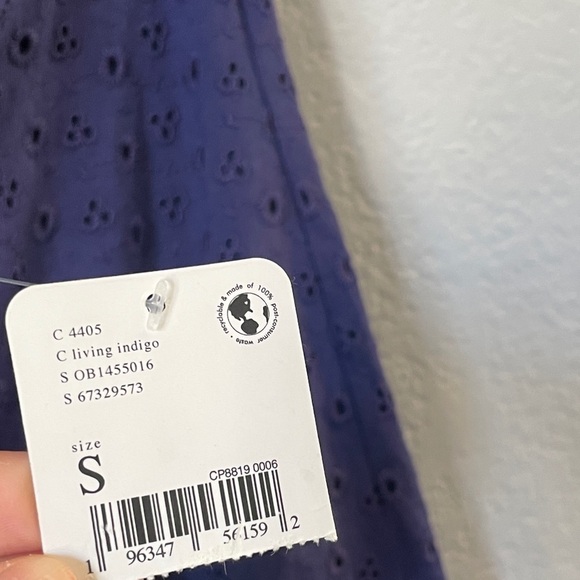 recyclable & made of 100% post-consumer waste •
C 4405
C living indigo
S OB1455016
S 67329573
size
S
CP8819 0006
1 96347 56159 2